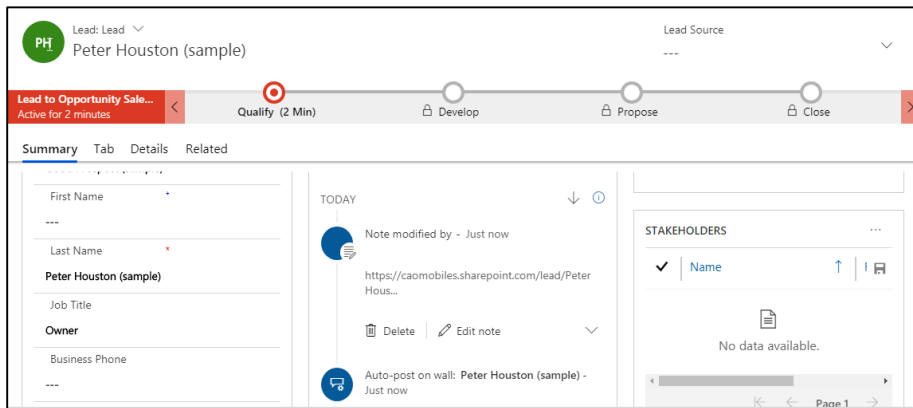 Lead: Lead
PH
Peter Houston (sample)
Lead Source
---
Lead to Opportunity Sale...
Active for 2 minutes
Qualify (2 Min)
Develop
Propose
Close
Summary Tab Details Related
First Name +
---
Last Name *
Peter Houston (sample)
Job Title
Owner
Business Phone
---
TODAY
Note modified by - Just now
https://caomobiles.sharepoint.com/lead/Peter
Hous...
Delete Edit note
Auto-post on wall: Peter Houston (sample) -
Just now
STAKEHOLDERS ...
Name
No data available.
Page 1